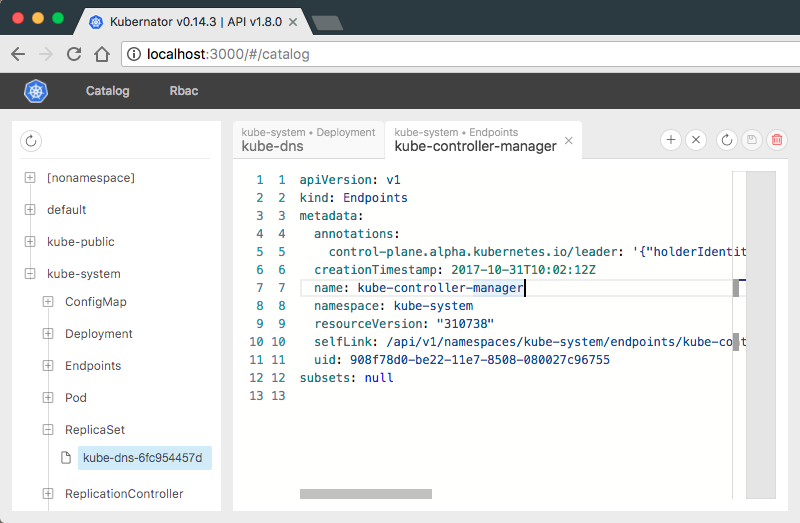 Kubernator v0.14.3 | API v1.8.0
localhost:3000/#/catalog
Catalog Rbac
[nonamespace]
default
kube-public
kube-system
ConfigMap
Deployment
Endpoints
Pod
ReplicaSet
kube-dns-6fc954457d
ReplicationController
kube-system • Deployment
kube-dns
kube-system • Endpoints
kube-controller-manager
1 1 apiVersion: v1
2 2 kind: Endpoints
3 3 metadata:
4 4 annotations:
5 5 control-plane.alpha.kubernetes.io/leader: '{"holderIdentit
6 6 creationTimestamp: 2017-10-31T10:02:12Z
7 7 name: kube-controller-manager
8 8 namespace: kube-system
9 9 resourceVersion: "310738"
10 10 selfLink: /api/v1/namespaces/kube-system/endpoints/kube-cont
11 11 uid: 908f78d0-be22-11e7-8508-080027c96755
12 12 subsets: null
13 13